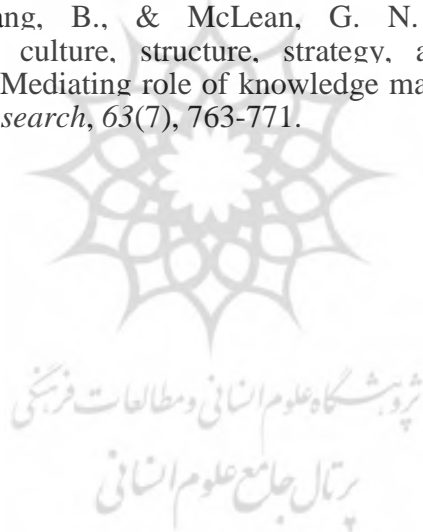 ang, B., & McLean, G. N.
culture, structure, strategy, a
Mediating role of knowledge ma
search, 63(7), 763-771.
پژوهشگاه علوم انسانی و مطالعات فرهنگی
پرتال جامع علوم انسانی